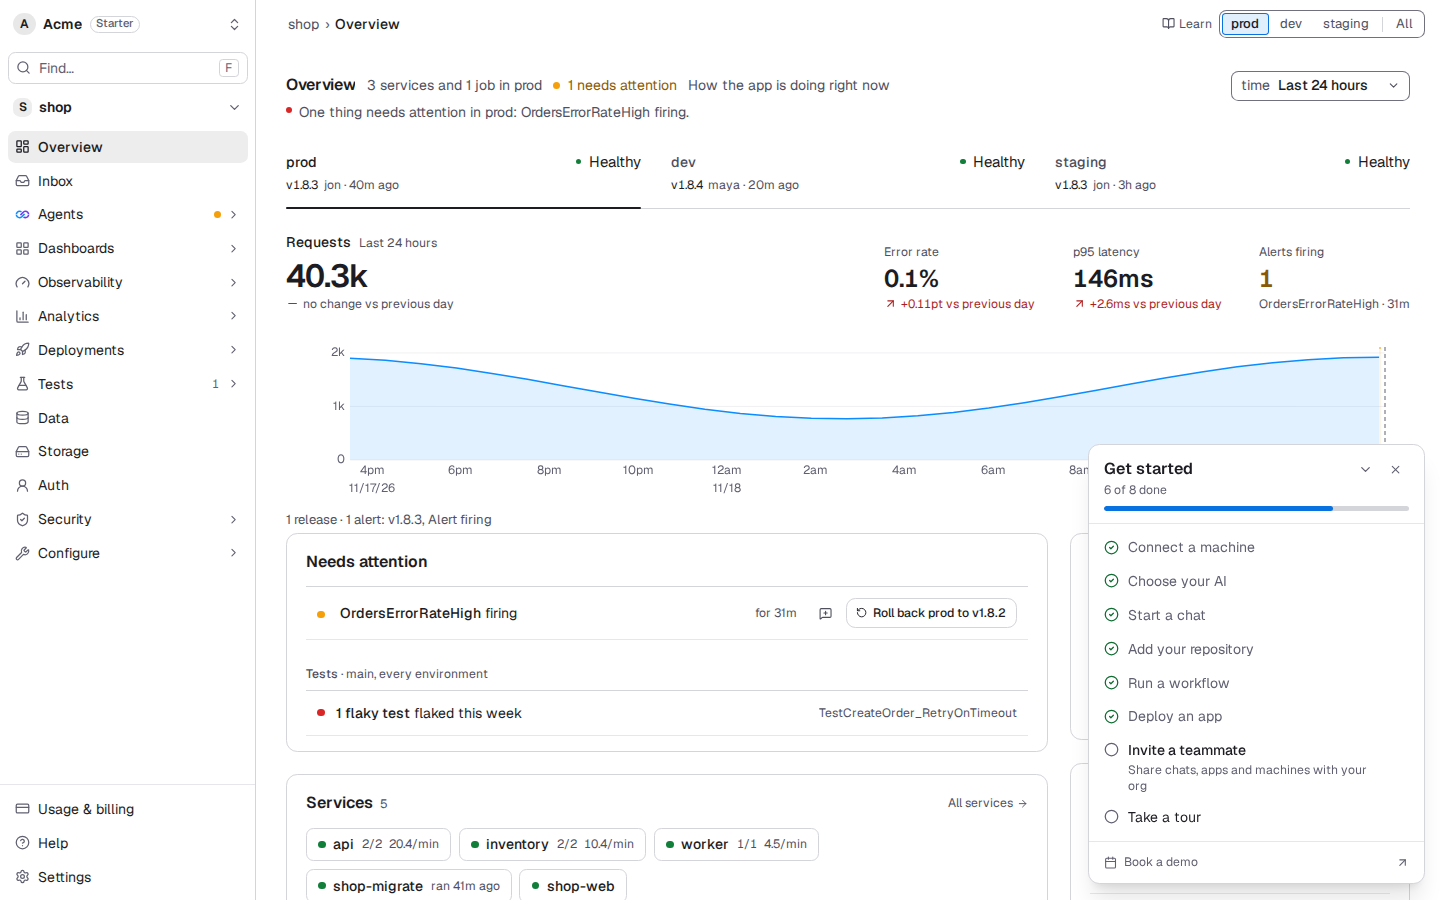 A Acme Starter
Find... F
S shop
Overview
Inbox
Agents
Dashboards
Observability
Analytics
Deployments
Tests 1
Data
Storage
Auth
Security
Configure
Usage & billing
Help
Settings
shop › Overview
Learn prod dev staging All
Overview 3 services and 1 job in prod 1 needs attention How the app is doing right now
time Last 24 hours
One thing needs attention in prod: OrdersErrorRateHigh firing.
prod Healthy
v1.8.3 jon · 40m ago
dev Healthy
v1.8.4 maya · 20m ago
staging Healthy
v1.8.3 jon · 3h ago
Requests Last 24 hours
40.3k
— no change vs previous day
Error rate
0.1%
+0.11pt vs previous day
p95 latency
146ms
+2.6ms vs previous day
Alerts firing
1
OrdersErrorRateHigh · 31m
2k
1k
0
4pm 6pm 8pm 10pm 12am 2am 4am 6am 8am
11/17/26 11/18
1 release · 1 alert: v1.8.3, Alert firing
Needs attention
OrdersErrorRateHigh firing for 31m Roll back prod to v1.8.2
Tests · main, every environment
1 flaky test flaked this week TestCreateOrder_RetryOnTimeout
Services 5 All services →
api 2/2 20.4/min inventory 2/2 10.4/min worker 1/1 4.5/min
shop-migrate ran 41m ago shop-web
Get started
6 of 8 done
Connect a machine
Choose your AI
Start a chat
Add your repository
Run a workflow
Deploy an app
Invite a teammate
Share chats, apps and machines with your
org
Take a tour
Book a demo